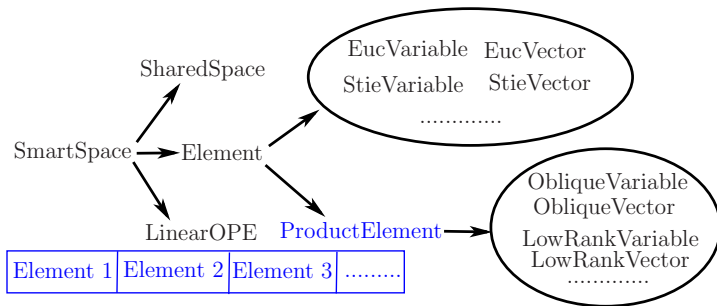 EucVariable EucVector
SharedSpace
StieVariable StieVector
.............
SmartSpace Element
ObliqueVariable
ObliqueVector
LinearOPE ProductElement
LowRankVariable
LowRankVector
Element 1 Element 2 Element 3 .........
.............